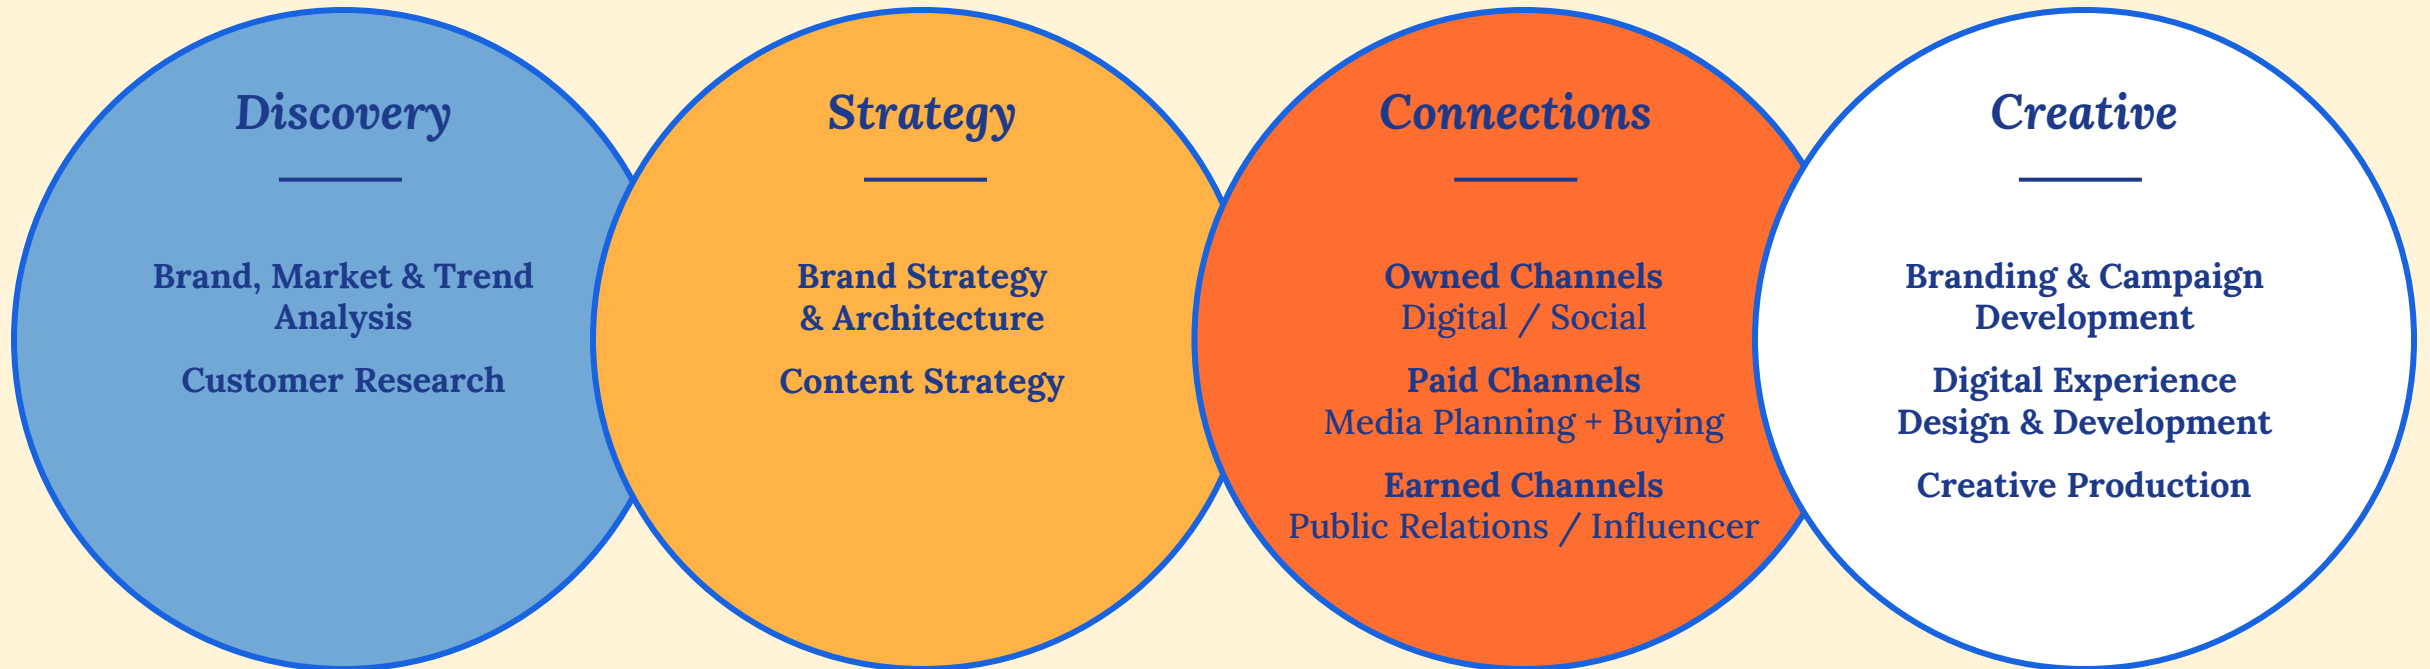 Discovery
Brand, Market & Trend
Analysis
Customer Research
Strategy
Brand Strategy
& Architecture
Content Strategy
Connections
Owned Channels
Digital / Social
Paid Channels
Media Planning + Buying
Earned Channels
Public Relations / Influencer
Creative
Branding & Campaign
Development
Digital Experience
Design & Development
Creative Production